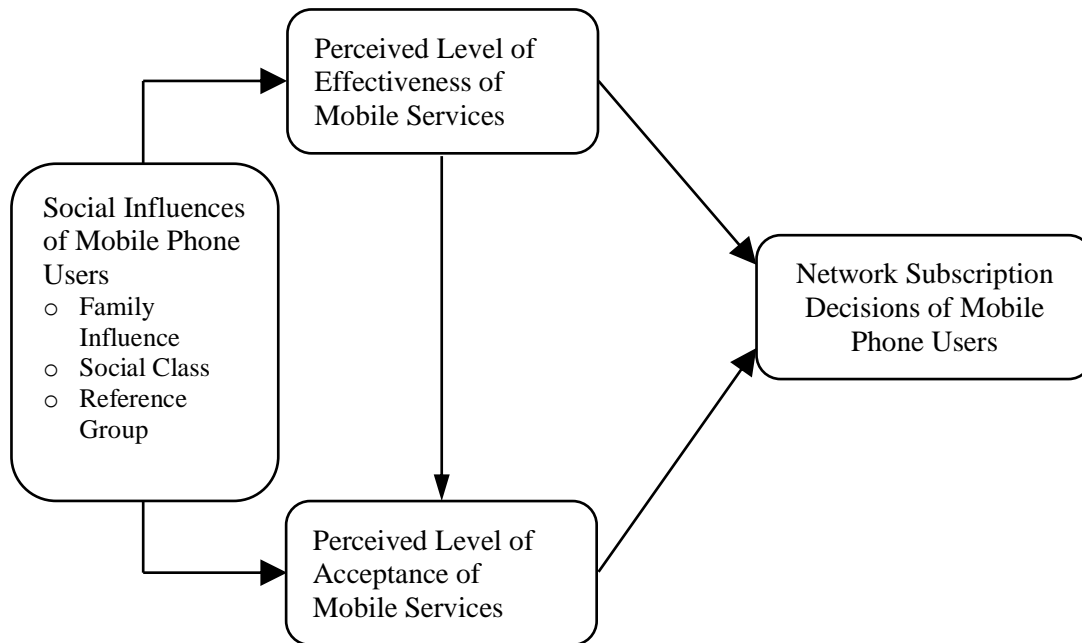 Perceived Level of
Effectiveness of
Mobile Services
Social Influences
of Mobile Phone
Users
o Family
Influence
o Social Class
o Reference
Group
Network Subscription
Decisions of Mobile
Phone Users
Perceived Level of
Acceptance of
Mobile Services